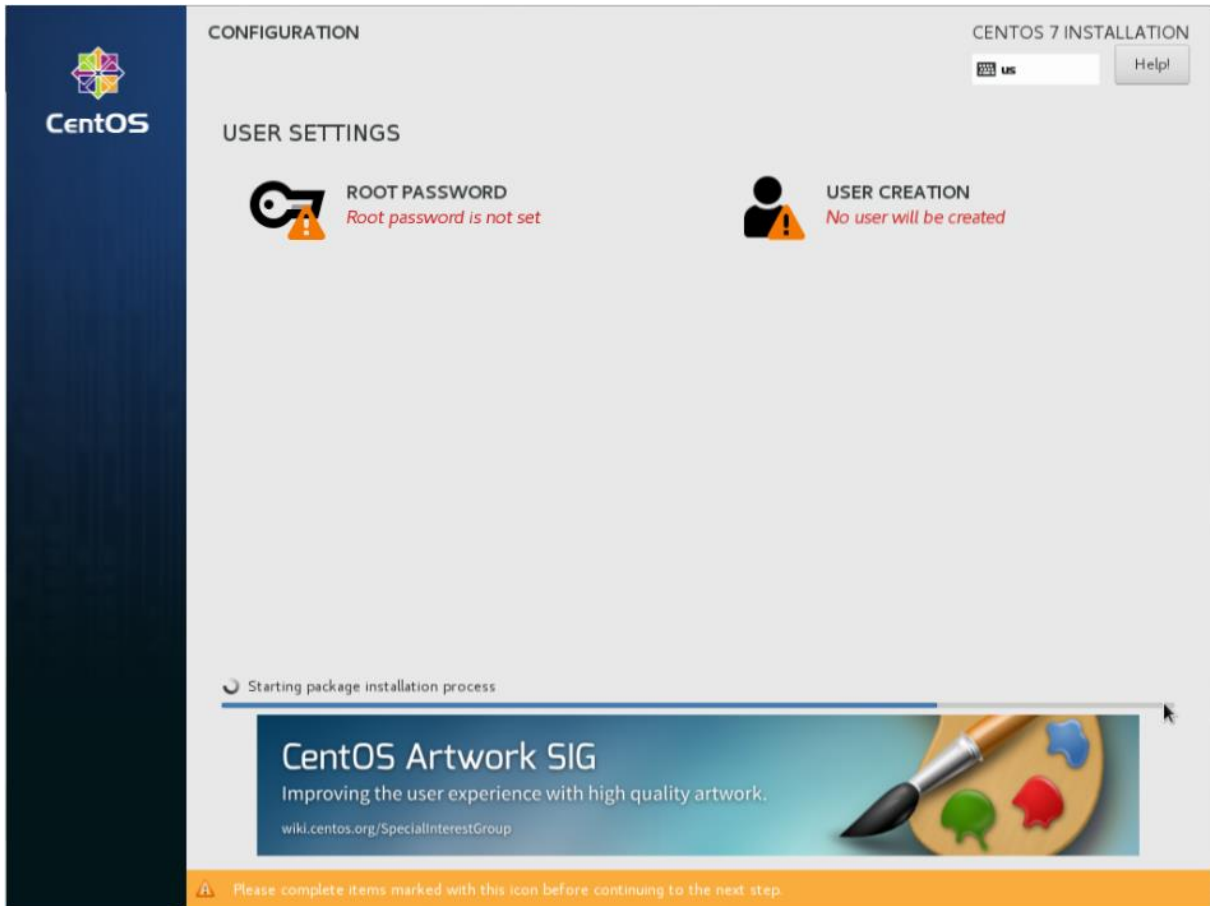 CentOS
CONFIGURATION
CENTOS 7 INSTALLATION
us
Help!
USER SETTINGS
ROOT PASSWORD
Root password is not set
USER CREATION
No user will be created
Starting package installation process
CentOS Artwork SIG
Improving the user experience with high quality artwork.
wiki.centos.org/SpecialInterestGroup
Please complete items marked with this icon before continuing to the next step.